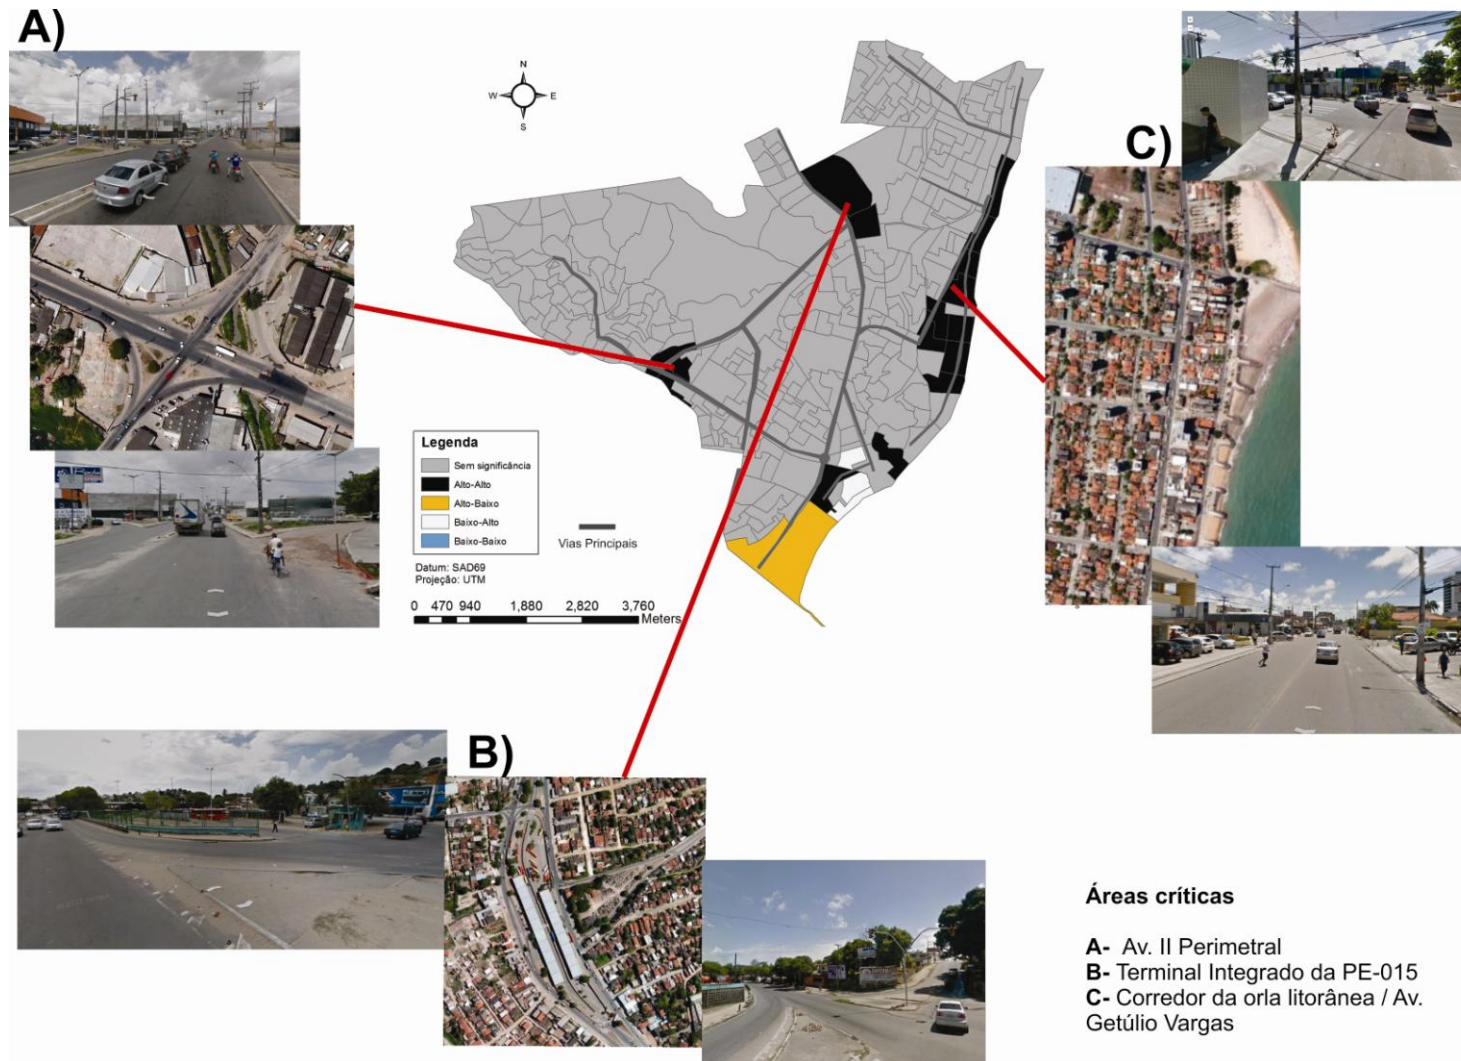 A)
N
W
E
S
C)
Legenda
Sem significância
Alto-Alto
Alto-Baixo
Baixo-Alto
Baixo-Baixo
Vias Principais
Datum: SAD69
Projeção: UTM
0 470 940 1,880 2,820 3,760
Meters
B)
Áreas críticas
A- Av. II Perimetral
B- Terminal Integrado da PE-015
C- Corredor da orla litorânea / Av.
Getúlio Vargas